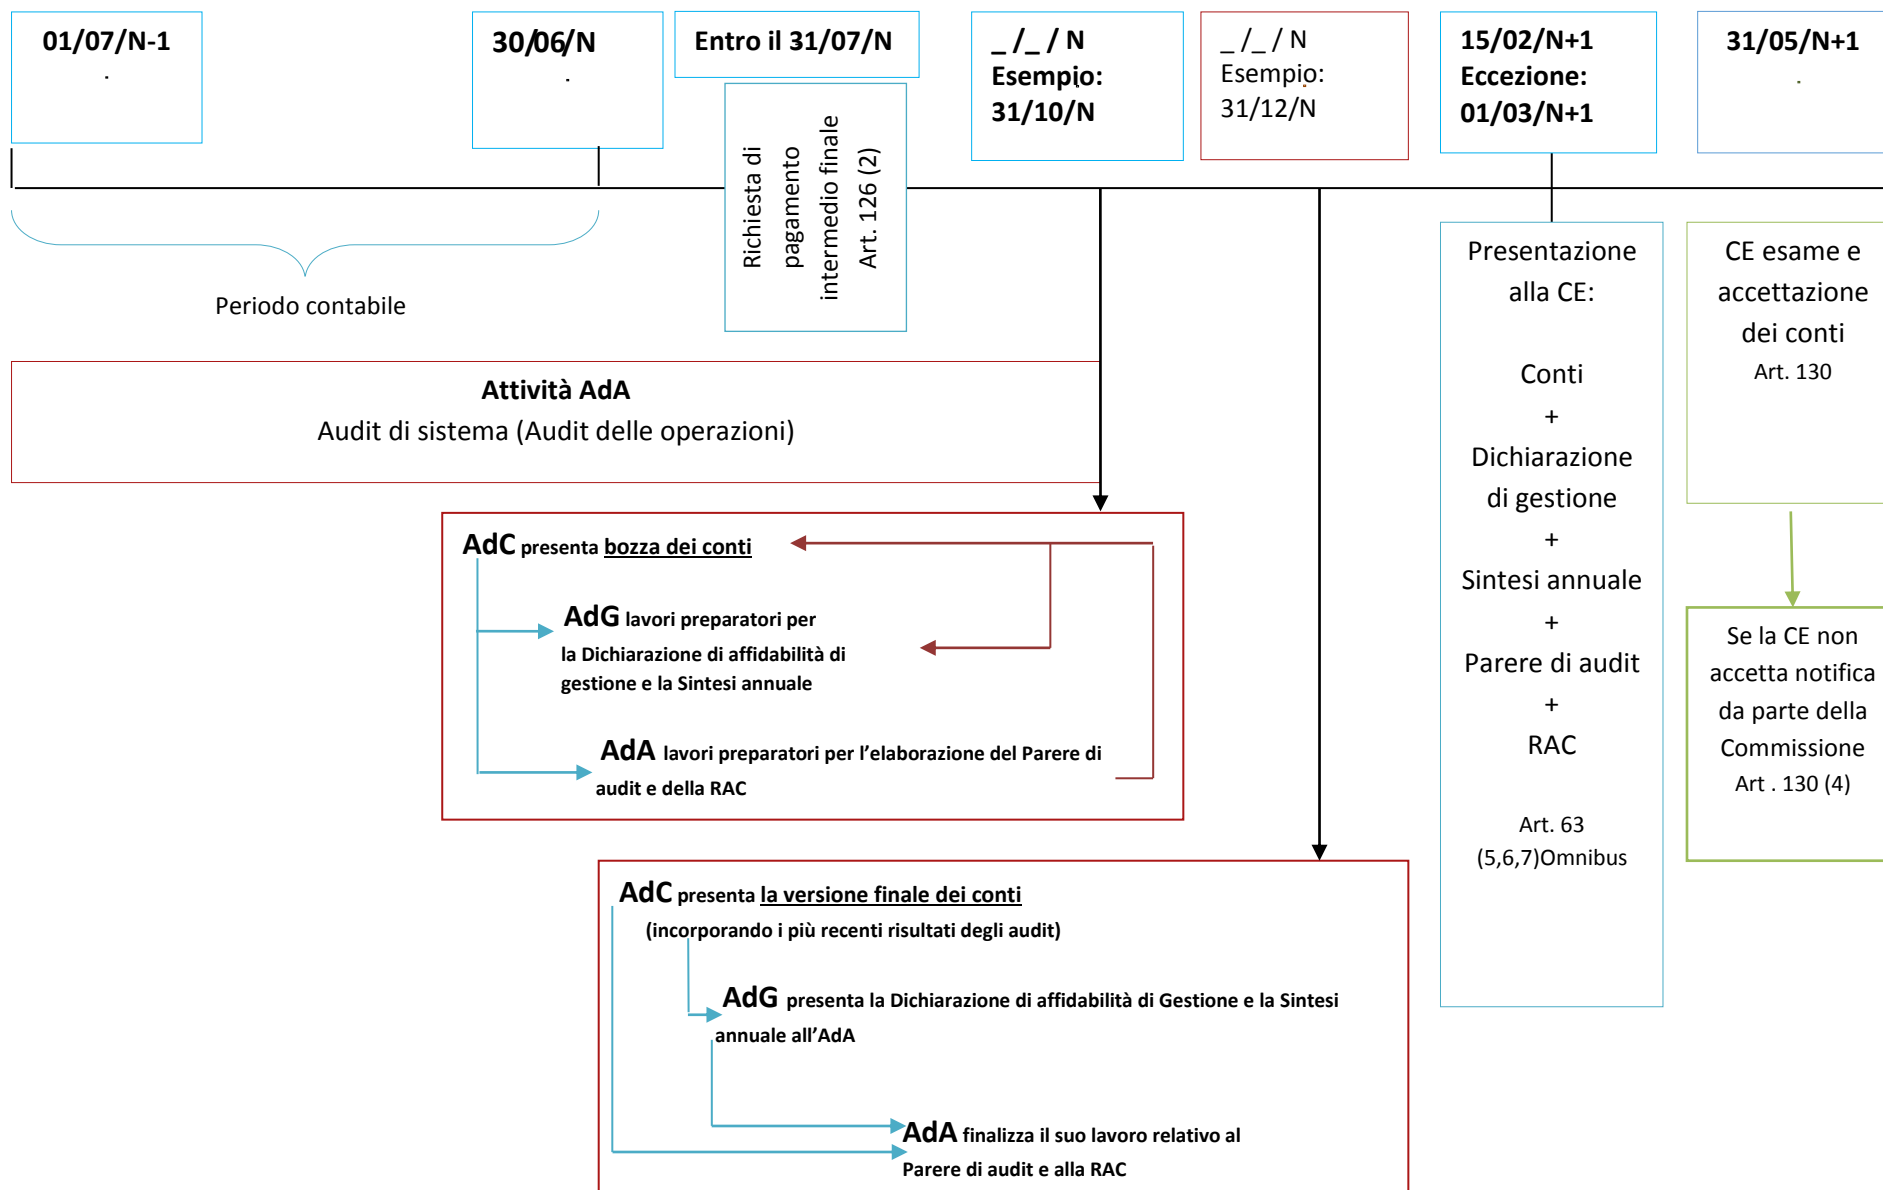 01/07/N-1
.
30/06/N
.
Entro il 31/07/N
_ /_ / N
Esempio:
31/10/N
_ /_ / N
Esempio:
31/12/N
15/02/N+1
Eccezione:
01/03/N+1
31/05/N+1
.
Richiesta di
pagamento
intermedio finale
Art. 126 (2)
Periodo contabile
Attività AdA
Audit di sistema (Audit delle operazioni)
AdC presenta bozza dei conti
AdG lavori preparatori per
la Dichiarazione di affidabilità di
gestione e la Sintesi annuale
AdA lavori preparatori per l’elaborazione del Parere di
audit e della RAC
AdC presenta la versione finale dei conti
(incorporando i più recenti risultati degli audit)
AdG presenta la Dichiarazione di affidabilità di Gestione e la Sintesi
annuale all’AdA
AdA finalizza il suo lavoro relativo al
Parere di audit e alla RAC
Presentazione
alla CE:
Conti
+
Dichiarazione
di gestione
+
Sintesi annuale
+
Parere di audit
+
RAC
Art. 63
(5,6,7)Omnibus
CE esame e
accettazione
dei conti
Art. 130
Se la CE non
accetta notifica
da parte della
Commissione
Art . 130 (4)